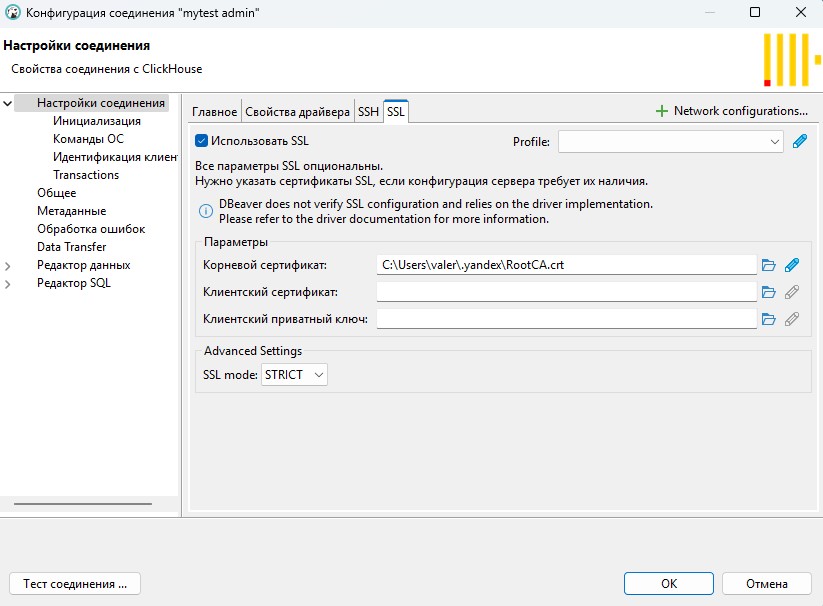 Конфигурация соединения "mytest admin"
Настройки соединения
Свойства соединения с ClickHouse
Настройки соединения
Инициализация
Команды ОС
Идентификация клиен
Transactions
Общее
Метаданные
Обработка ошибок
Data Transfer
Редактор данных
Редактор SQL
Главное Свойства драйвера SSH SSL
Network configurations...
Использовать SSL
Profile:
Все параметры SSL опциональны.
Нужно указать сертификаты SSL, если конфигурация сервера требует их наличия.
DBeaver does not verify SSL configuration and relies on the driver implementation.
Please refer to the driver documentation for more information.
Параметры
Корневой сертификат: C:\Users\valer\.yandex\RootCA.crt
Клиентский сертификат:
Клиентский приватный ключ:
Advanced Settings
SSL mode: STRICT
Тест соединения ...
ОК
Отмена